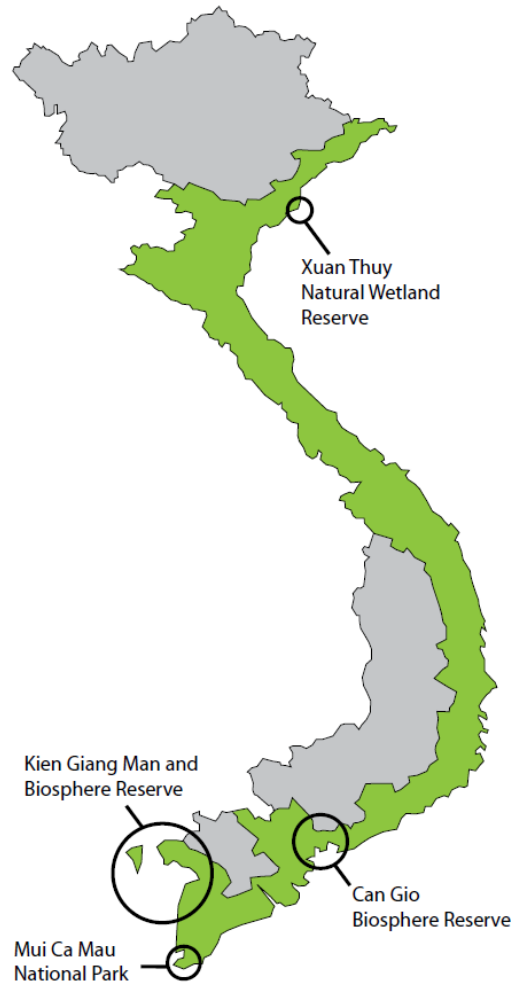 Xuan Thuy
Natural Wetland
Reserve
Kien Giang Man and
Biosphere Reserve
Can Gio
Biosphere Reserve
Mui Ca Mau
National Park